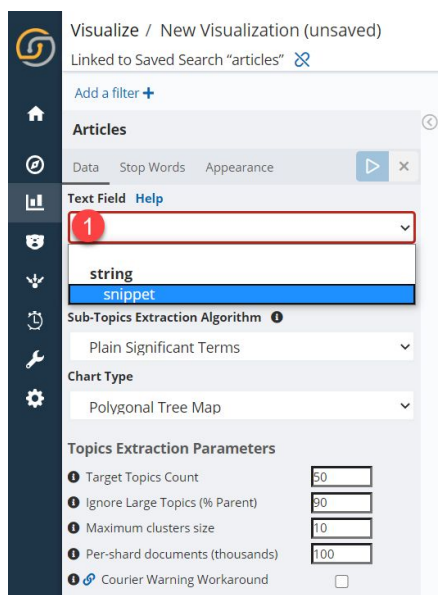 Visualize / New Visualization (unsaved)
Linked to Saved Search “articles”
Add a filter +
Articles
Data Stop Words Appearance
Text Field Help
1
string
snippet
Sub-Topics Extraction Algorithm
Plain Significant Terms
Chart Type
Polygonal Tree Map
Topics Extraction Parameters
Target Topics Count 50
Ignore Large Topics (% Parent) 90
Maximum clusters size 10
Per-shard documents (thousands) 100
Courier Warning Workaround